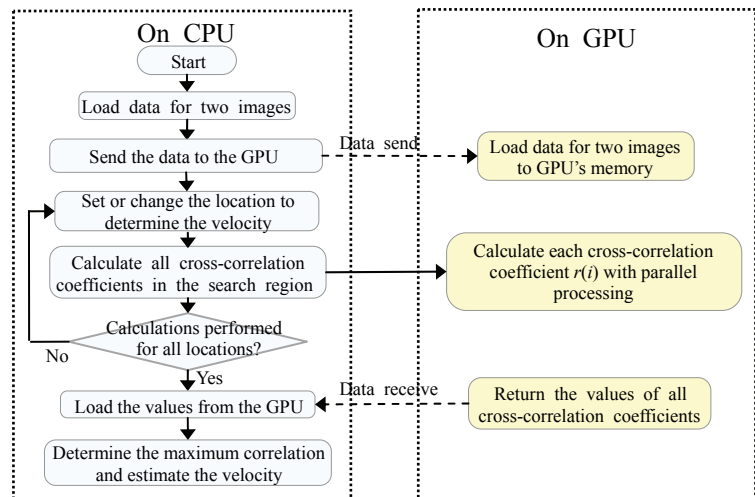 On CPU
Start
Load data for two images
Send the data to the GPU
Set or change the location to
determine the velocity
Calculate all cross-correlation
coefficients in the search region
Calculations performed
for all locations?
No
Yes
Load the values from the GPU
Determine the maximum correlation
and estimate the velocity
Data send
Data receive
On GPU
Load data for two images
to GPU's memory
Calculate each cross-correlation
coefficient r(i) with parallel
processing
Return the values of all
cross-correlation coefficients